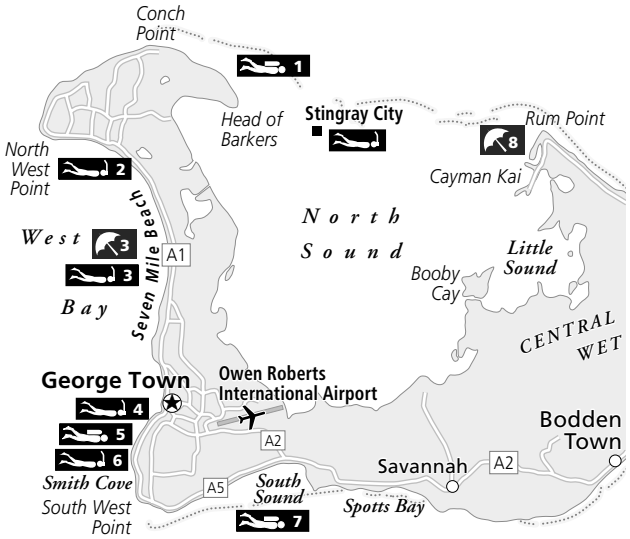 Conch
Point
1
Head of
Barkers
Stingray City
Rum Point
8
North
West
Point
2
Cayman Kai
North
Sound
West
3
Seven Mile Beach
A1
3
Bay
Little
Sound
Booby
Cay
CENTRAL
WET
George Town
Owen Roberts
International Airport
4
5
6
Smith Cove
South West
Point
A2
A5
South
Sound
7
Spotts Bay
Savannah
A2
Bodden
Town